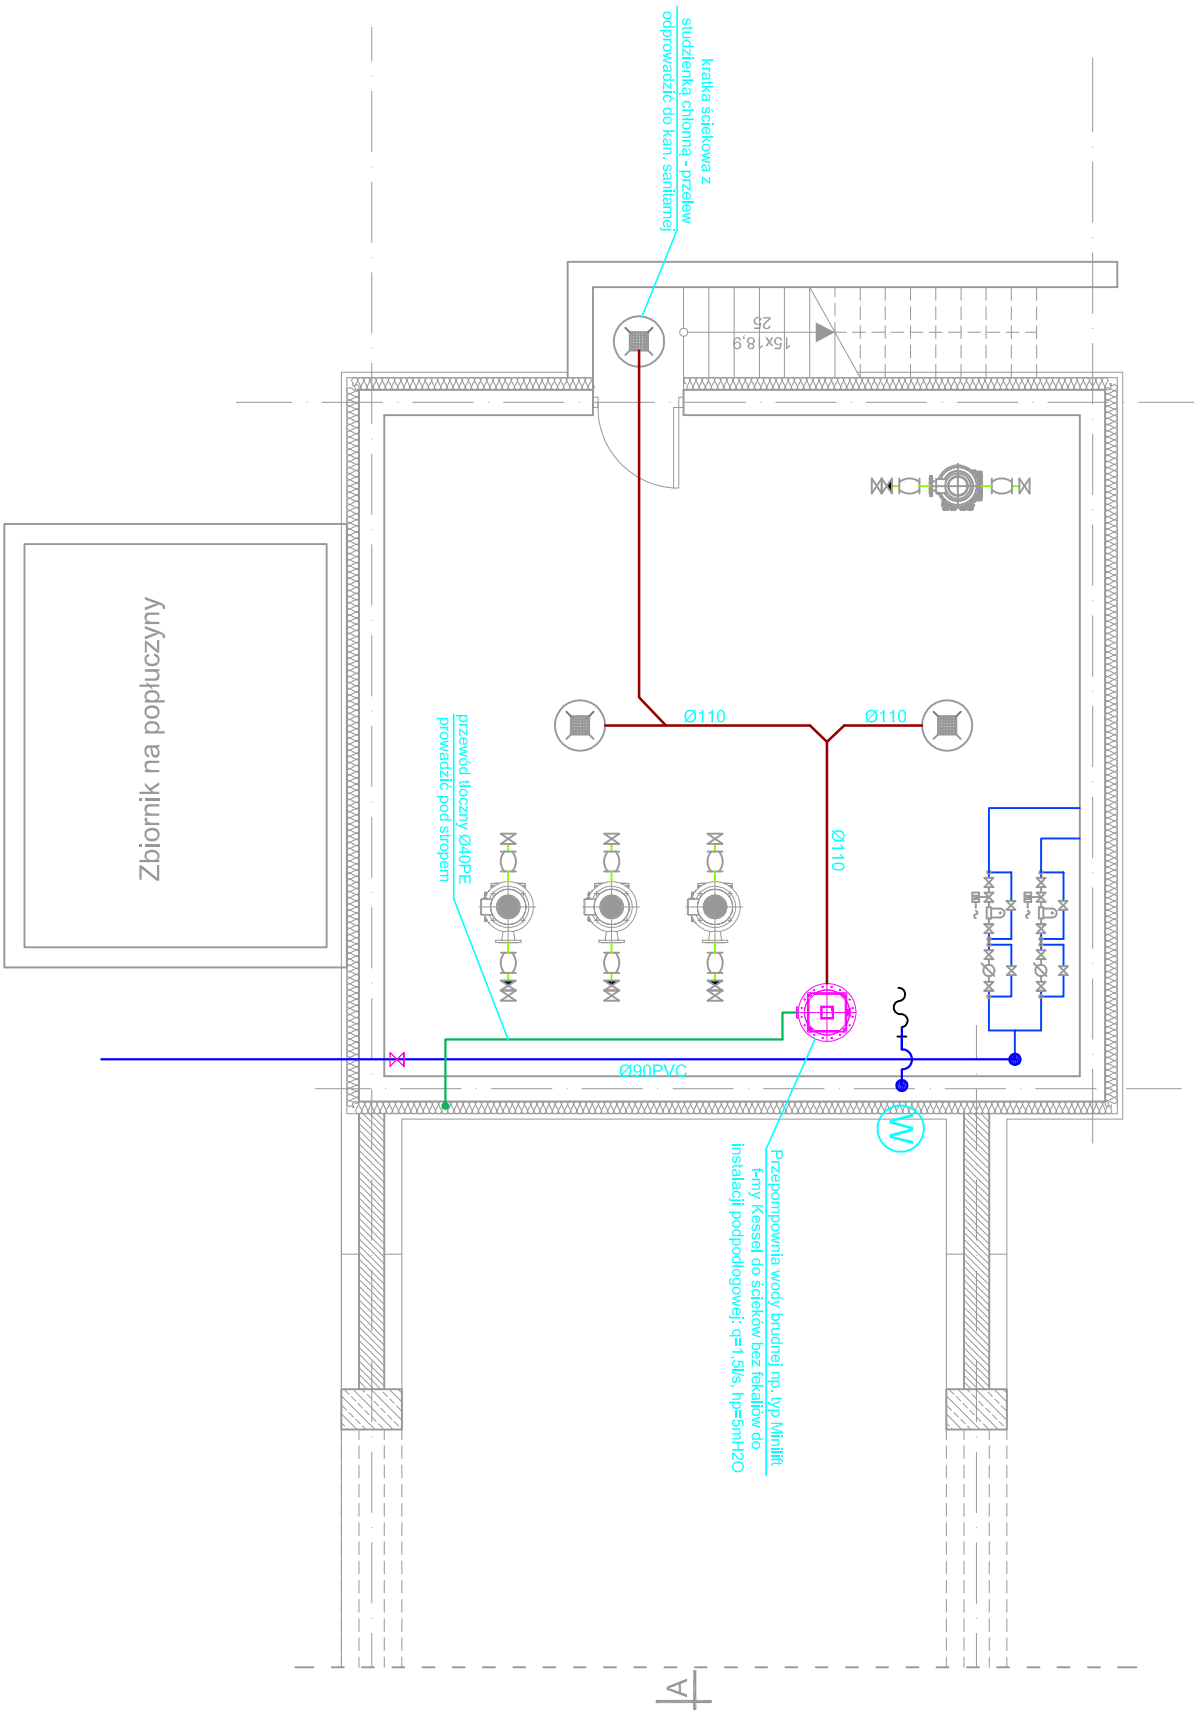 kratka ściekowa z
studzienką chłonną - przelew
odprowadzić do kan. sanitarnej
15x18,9
25
Zbiornik na popłuczyny
Ø110
Ø110
Ø110
przewód tłoczny Ø40PE
prowadzić pod stropem
Ø90PVC
W
Przepompownia wody brudnej np. typ Minilift
f-my Kessel do ścieków bez fekaliów do
instalacji podpodłogowej: q=1,5l/s, hp=5mH2O
A